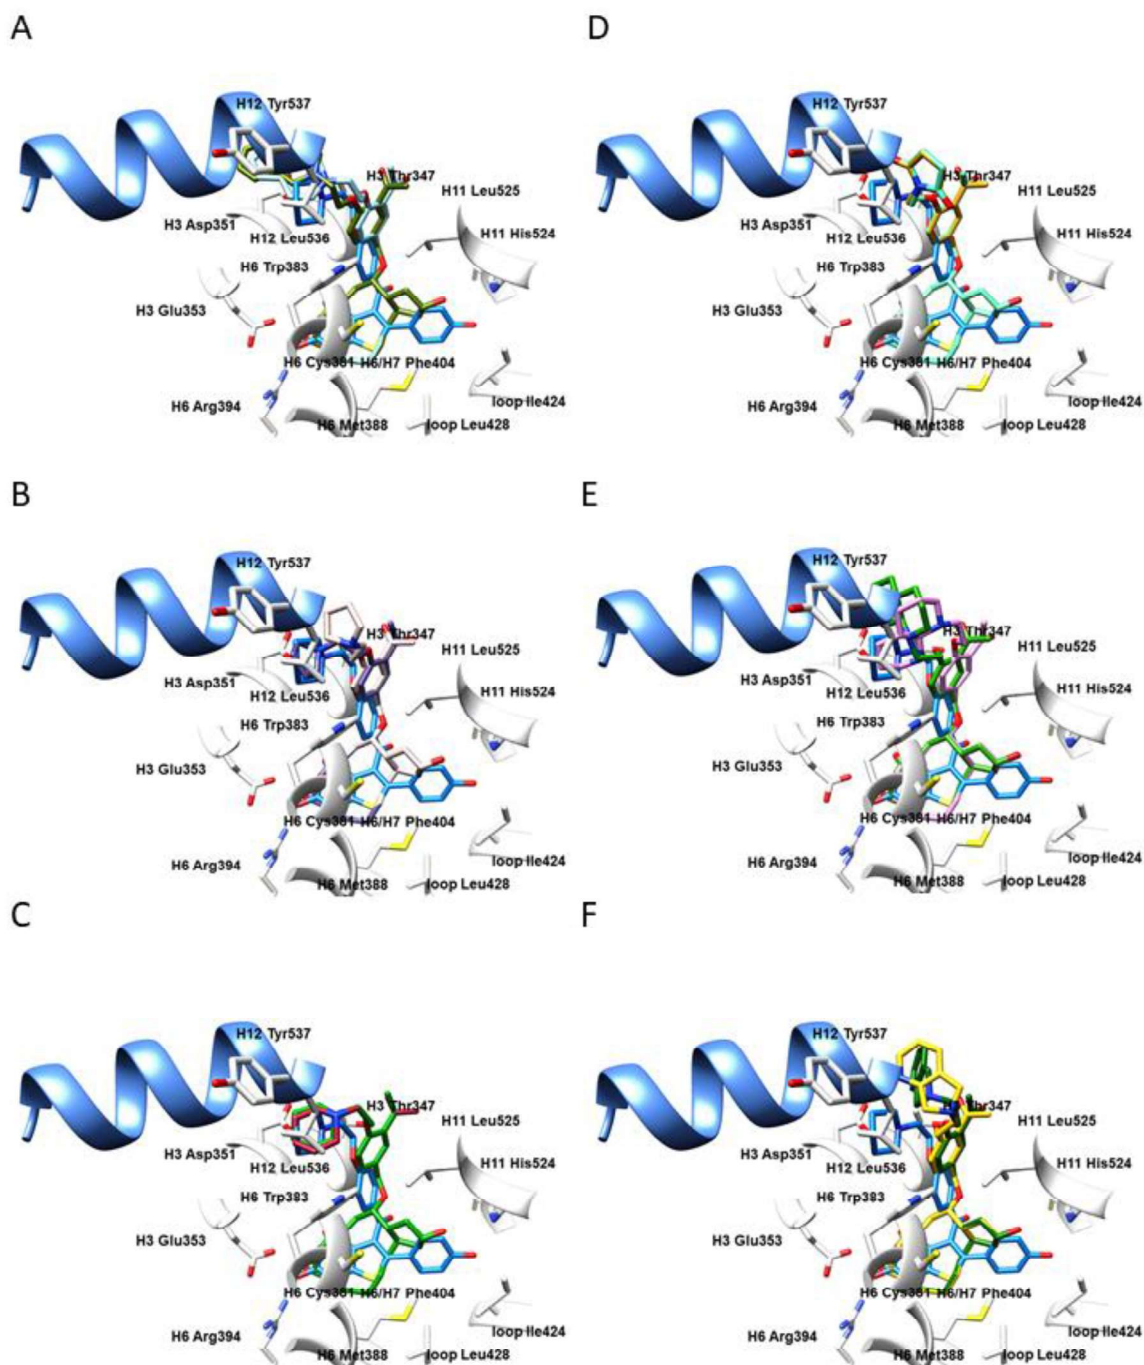 A
H12 Tyr537
H3 Thr347
H11 Leu525
H3 Asp351
H12 Leu536
H11 His524
H6 Trp383
H3 Glu353
H6 Cys381 H6/H7 Phe404
H6 Arg394
loop Ile424
H6 Met388
loop Leu428
D
H12 Tyr537
H3 Thr347
H11 Leu525
H3 Asp351
H12 Leu536
H11 His524
H6 Trp383
H3 Glu353
H6 Cys381 H6/H7 Phe404
H6 Arg394
loop Ile424
H6 Met388
loop Leu428
B
H12 Tyr537
H3 Thr347
H11 Leu525
H3 Asp351
H12 Leu536
H11 His524
H6 Trp383
H3 Glu353
H6 Cys381 H6/H7 Phe404
H6 Arg394
loop Ile424
H6 Met388
loop Leu428
E
H12 Tyr537
H3 Thr347
H11 Leu525
H3 Asp351
H12 Leu536
H11 His524
H6 Trp383
H3 Glu353
H6 Cys381 H6/H7 Phe404
H6 Arg394
loop Ile424
H6 Met388
loop Leu428
C
H12 Tyr537
H3 Thr347
H11 Leu525
H3 Asp351
H12 Leu536
H11 His524
H6 Trp383
H3 Glu353
H6 Cys381 H6/H7 Phe404
H6 Arg394
loop Ile424
H6 Met388
loop Leu428
F
H12 Tyr537
H3 Thr347
H11 Leu525
H3 Asp351
H12 Leu536
H11 His524
H6 Trp383
H3 Glu353
H6 Cys381 H6/H7 Phe404
H6 Arg394
loop Ile424
H6 Met388
loop Leu428